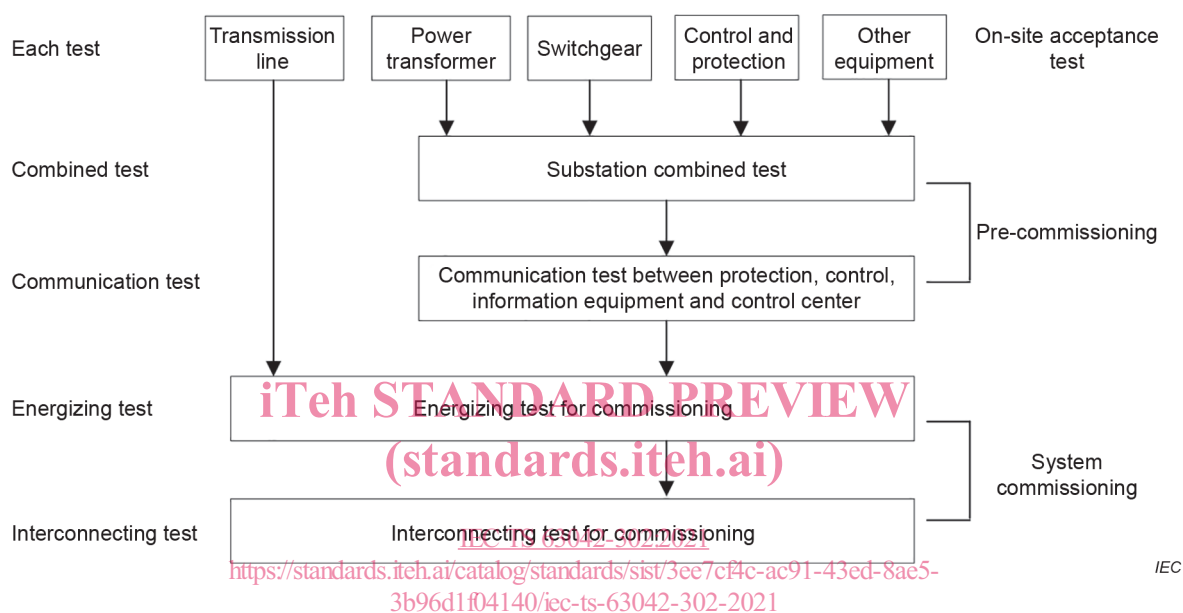 Each test
Transmission
line
Power
transformer
Switchgear
Control and
protection
Other
equipment
On-site acceptance
test
Combined test
Substation combined test
Pre-commissioning
Communication test
Communication test between protection, control,
information equipment and control center
Energizing test
Energizing test for commissioning
iTeh STANDARD PREVIEW
(standards.iteh.ai)
System
commissioning
Interconnecting test
Interconnecting test for commissioning
IEC TS 63042-302:2021
https://standards.iteh.ai/catalog/standards/sist/3ee7cf4c-ac91-43ed-8ae5-
3b96d1f04140/iec-ts-63042-302-2021
IEC